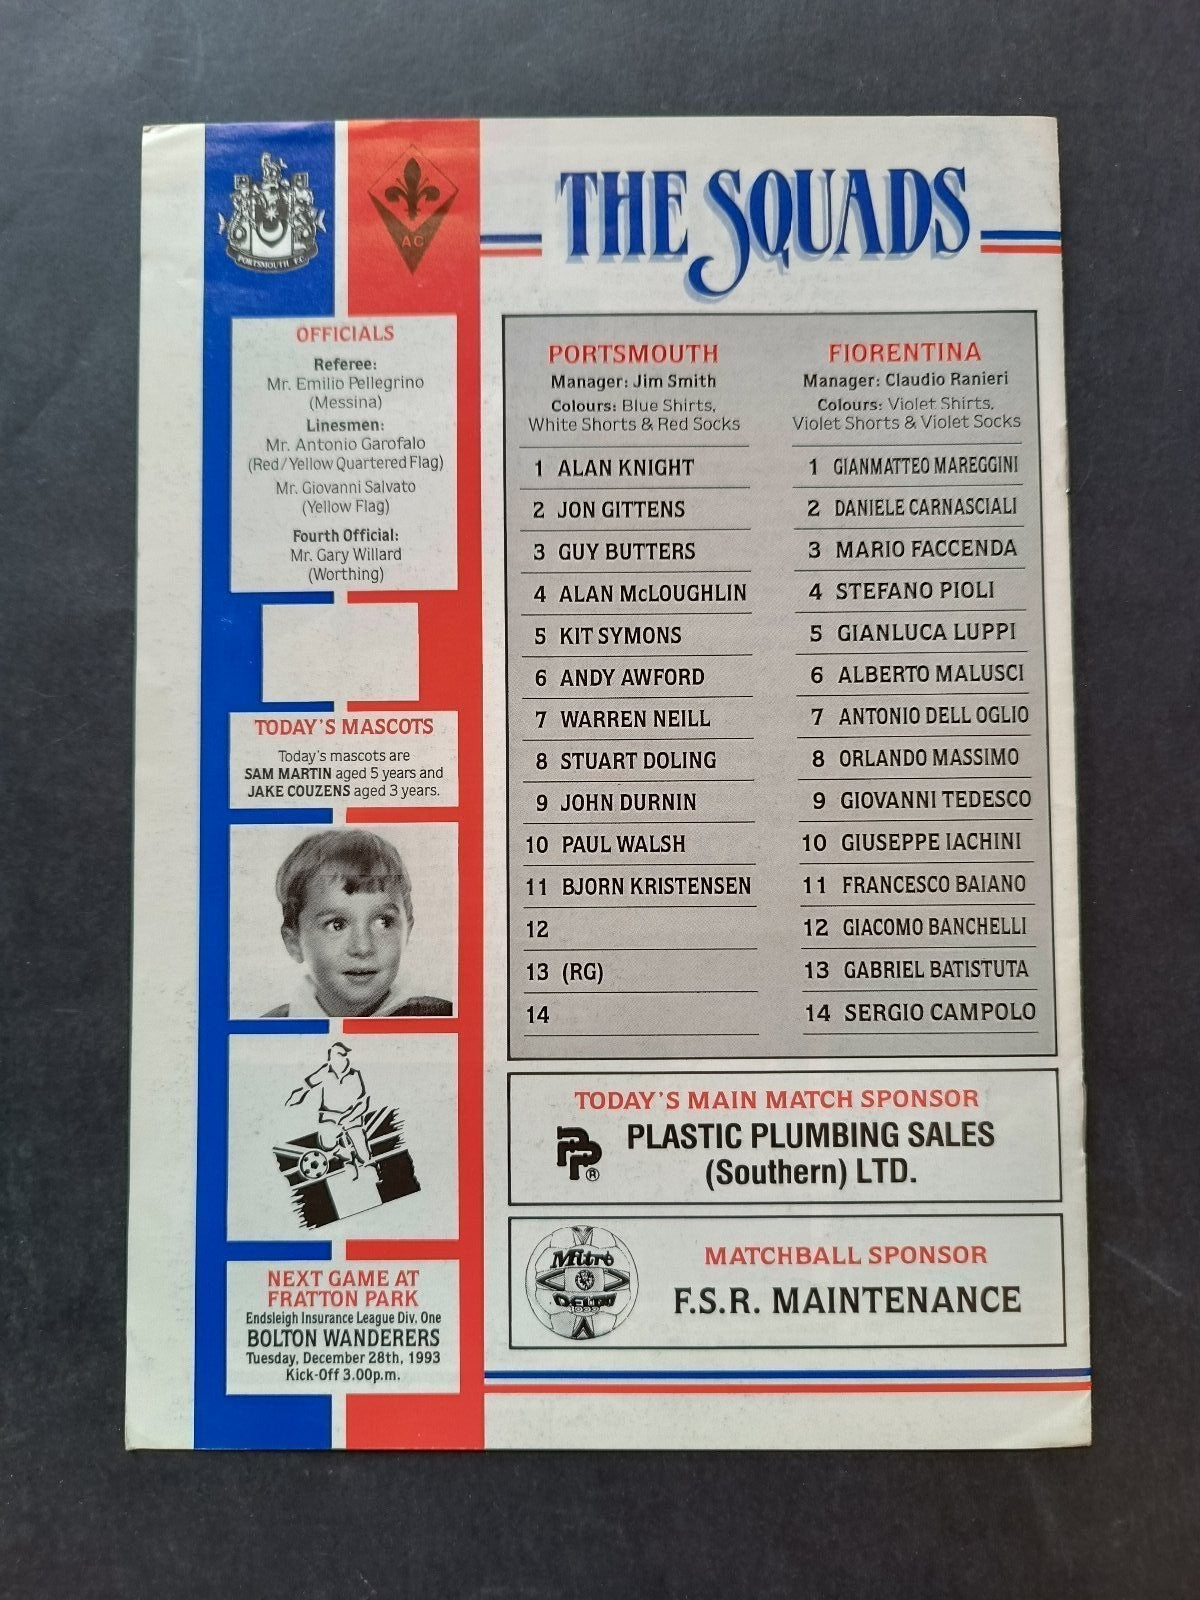 PORTSMOUTH F.C.
AC
THE SQUADS
OFFICIALS
Referee:
Mr. Emilio Pellegrino
(Messina)
Linesmen:
Mr. Antonio Garofalo
(Red/Yellow Quartered Flag)
Mr. Giovanni Salvato
(Yellow Flag)
Fourth Official:
Mr. Gary Willard
(Worthing)
TODAY'S MASCOTS
Today's mascots are
SAM MARTIN aged 5 years and
JAKE COUZENS aged 3 years.
NEXT GAME AT
FRATTON PARK
Endsleigh Insurance League Div. One
BOLTON WANDERERS
Tuesday, December 28th, 1993
Kick-Off 3.00p.m.
PORTSMOUTH
Manager: Jim Smith
Colours: Blue Shirts,
White Shorts & Red Socks
1 ALAN KNIGHT
2 JON GITTENS
3 GUY BUTTERS
4 ALAN McLOUGHLIN
5 KIT SYMONS
6 ANDY AWFORD
7 WARREN NEILL
8 STUART DOLING
9 JOHN DURNIN
10 PAUL WALSH
11 BJORN KRISTENSEN
12
13 (RG)
14
FIORENTINA
Manager: Claudio Ranieri
Colours: Violet Shirts,
Violet Shorts & Violet Socks
1 GIANMATTEO MAREGGINI
2 DANIELE CARNASCIALI
3 MARIO FACCENDA
4 STEFANO PIOLI
5 GIANLUCA LUPPI
6 ALBERTO MALUSCI
7 ANTONIO DELL OGLIO
8 ORLANDO MASSIMO
9 GIOVANNI TEDESCO
10 GIUSEPPE IACHINI
11 FRANCESCO BAIANO
12 GIACOMO BANCHELLI
13 GABRIEL BATISTUTA
14 SERGIO CAMPOLO
TODAY'S MAIN MATCH SPONSOR
PP®
PLASTIC PLUMBING SALES
(Southern) LTD.
Mitre
DELTA
MATCHBALL SPONSOR
F.S.R. MAINTENANCE